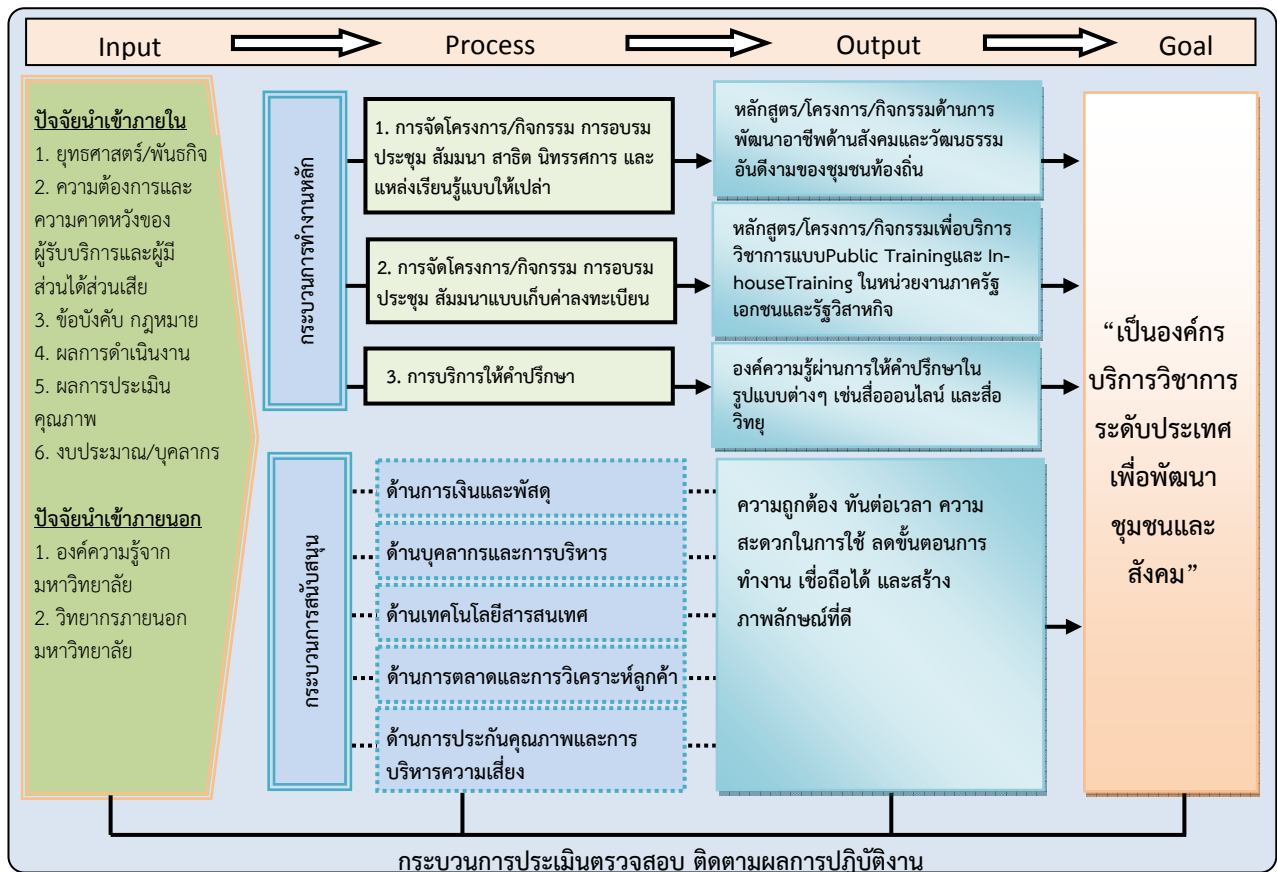 Input
Process
Output
Goal
ปัจจัยนำเข้าภายใน
1. ยุทธศาสตร์/พันธกิจ
2. ความต้องการและ
ความคาดหวังของ
ผู้รับบริการและผู้มี
ส่วนได้ส่วนเสีย
3. ข้อบังคับ กฎหมาย
4. ผลการดำเนินงาน
5. ผลการประเมิน
คุณภาพ
6. งบประมาณ/บุคลากร
ปัจจัยนำเข้าภายนอก
1. องค์ความรู้จาก
มหาวิทยาลัย
2. วิทยากรภายนอก
มหาวิทยาลัย
กระบวนการทำงานหลัก
1. การจัดโครงการ/กิจกรรม การอบรม
ประชุม สัมมนา สาธิต นิทรรศการ และ
แหล่งเรียนรู้แบบให้เปล่า
2. การจัดโครงการ/กิจกรรม การอบรม
ประชุม สัมมนาแบบเก็บค่าลงทะเบียน
3. การบริการให้คำปรึกษา
หลักสูตร/โครงการ/กิจกรรมด้านการ
พัฒนาอาชีพด้านสังคมและวัฒนธรรม
อันดีงามของชุมชนท้องถิ่น
หลักสูตร/โครงการ/กิจกรรมเพื่อบริการ
วิชาการแบบPublic Trainingและ In-
houseTraining ในหน่วยงานภาครัฐ
เอกชนและรัฐวิสาหกิจ
องค์ความรู้ผ่านการให้คำปรึกษาใน
รูปแบบต่างๆ เช่นสื่อออนไลน์ และสื่อ
วิทยุ
กระบวนการสนับสนุน
ด้านการเงินและพัสดุ
ด้านบุคลากรและการบริหาร
ด้านเทคโนโลยีสารสนเทศ
ด้านการตลาดและการวิเคราะห์ลูกค้า
ด้านการประกันคุณภาพและการ
บริหารความเสี่ยง
ความถูกต้อง ทันต่อเวลา ความ
สะดวกในการใช้ ลดขั้นตอนการ
ทำงาน เชื่อถือได้ และสร้าง
ภาพลักษณ์ที่ดี
“เป็นองค์กร
บริการวิชาการ
ระดับประเทศ
เพื่อพัฒนา
ชุมชนและ
สังคม”
กระบวนการประเมินตรวจสอบ ติดตามผลการปฏิบัติงาน